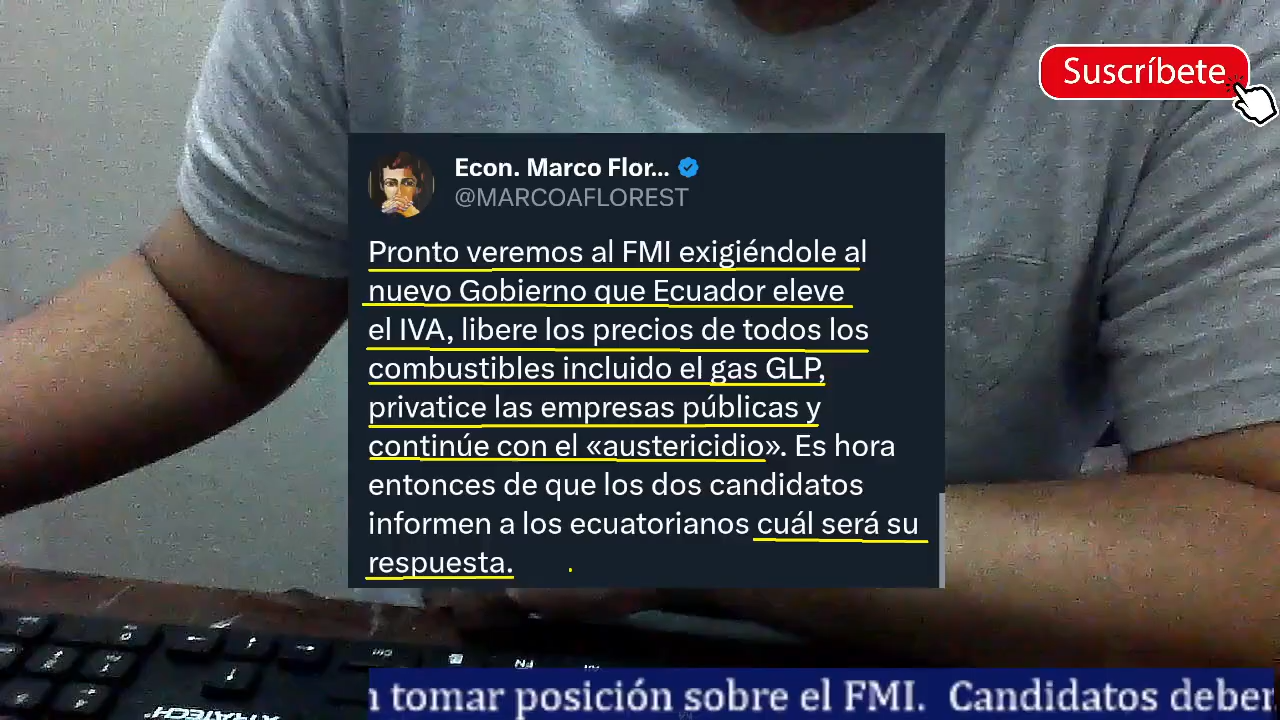 Suscríbete
Econ. Marco Flor...
@MARCOAFLOREST
Pronto veremos al FMI exigiéndole al
nuevo Gobierno que Ecuador eleve
el IVA, libere los precios de todos los
combustibles incluido el gas GLP,
privatice las empresas públicas y
continúe con el «austericidio». Es hora
entonces de que los dos candidatos
informen a los ecuatorianos cuál será su
respuesta.
XTRATECH
tomar posición sobre el FMI. Candidatos